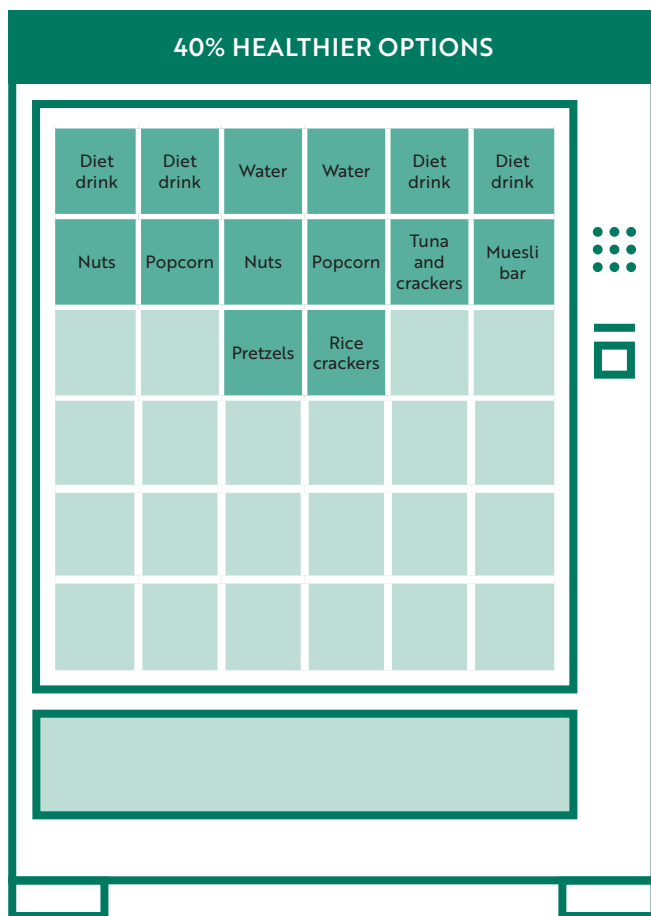 40% HEALTHIER OPTIONS
Diet
drink
Diet
drink
Water
Water
Diet
drink
Diet
drink
Nuts
Popcorn
Nuts
Popcorn
Tuna
and
crackers
Muesli
bar
Pretzels
Rice
crackers